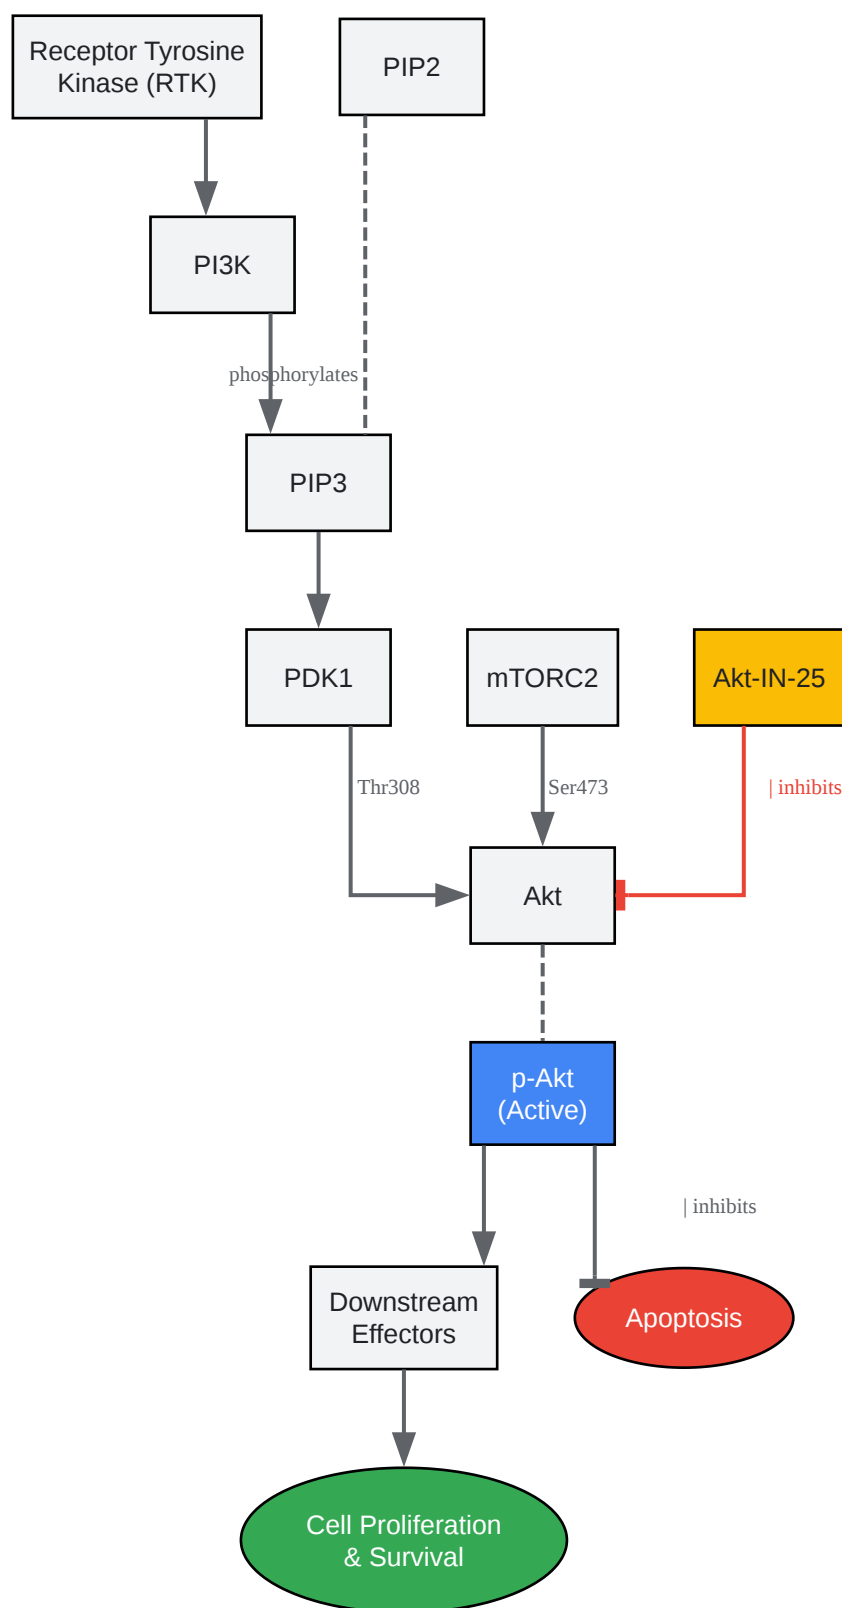 Receptor Tyrosine
Kinase (RTK)
PIP2
PI3K
phosphorylates
PIP3
PDK1
mTORC2
Akt-IN-25
Thr308
Ser473
| inhibits
Akt
p-Akt
(Active)
| inhibits
Downstream
Effectors
Apoptosis
Cell Proliferation
& Survival